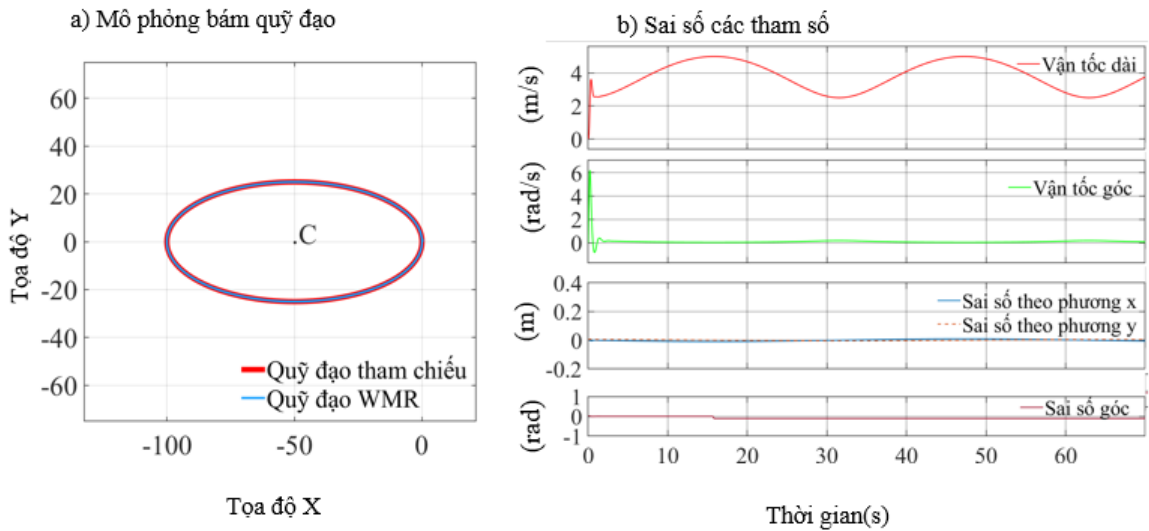 a) Mô phỏng bám quỹ đạo
60
40
20
0
-20
-40
-60
Tọa độ Y
C
Quỹ đạo tham chiếu
Quỹ đạo WMR
-100
-50
0
Tọa độ X
b) Sai số các tham số
(m/s)
4
2
0
Vận tốc dài
(rad/s)
6
4
2
0
Vận tốc góc
(m)
0.4
0.2
0
-0.2
Sai số theo phương x
Sai số theo phương y
(rad)
1
0
-1
Sai số góc
0
10
20
30
40
50
60
Thời gian(s)